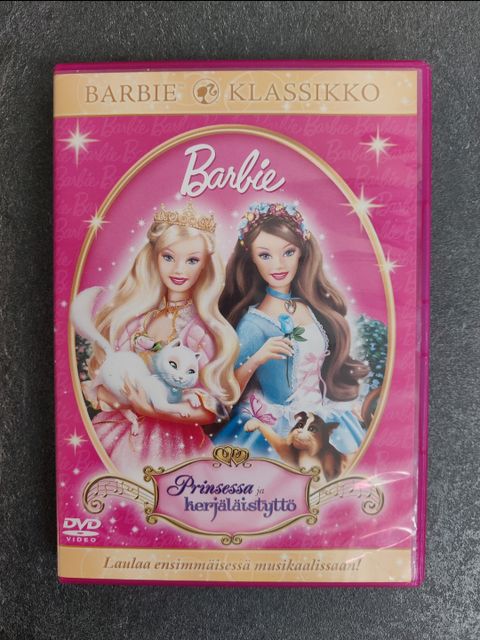 BARBIE KLASSIKKO
Barbie
Prinsessa ja
kerjäläistyttö
DVD
VIDEO
Laulaa ensimmäisessä musikaalissaan!